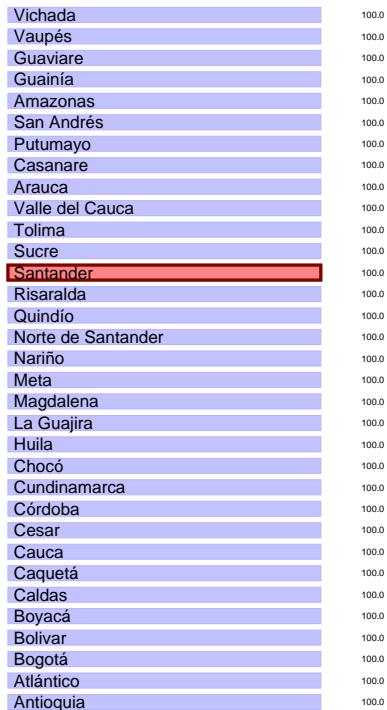 Vichada 100.0
Vaupés 100.0
Guaviare 100.0
Guainía 100.0
Amazonas 100.0
San Andrés 100.0
Putumayo 100.0
Casanare 100.0
Arauca 100.0
Valle del Cauca 100.0
Tolima 100.0
Sucre 100.0
Santander 100.0
Risaralda 100.0
Quindío 100.0
Norte de Santander 100.0
Nariño 100.0
Meta 100.0
Magdalena 100.0
La Guajira 100.0
Huila 100.0
Chocó 100.0
Cundinamarca 100.0
Córdoba 100.0
Cesar 100.0
Cauca 100.0
Caquetá 100.0
Caldas 100.0
Boyacá 100.0
Bolivar 100.0
Bogotá 100.0
Atlántico 100.0
Antioquia 100.0